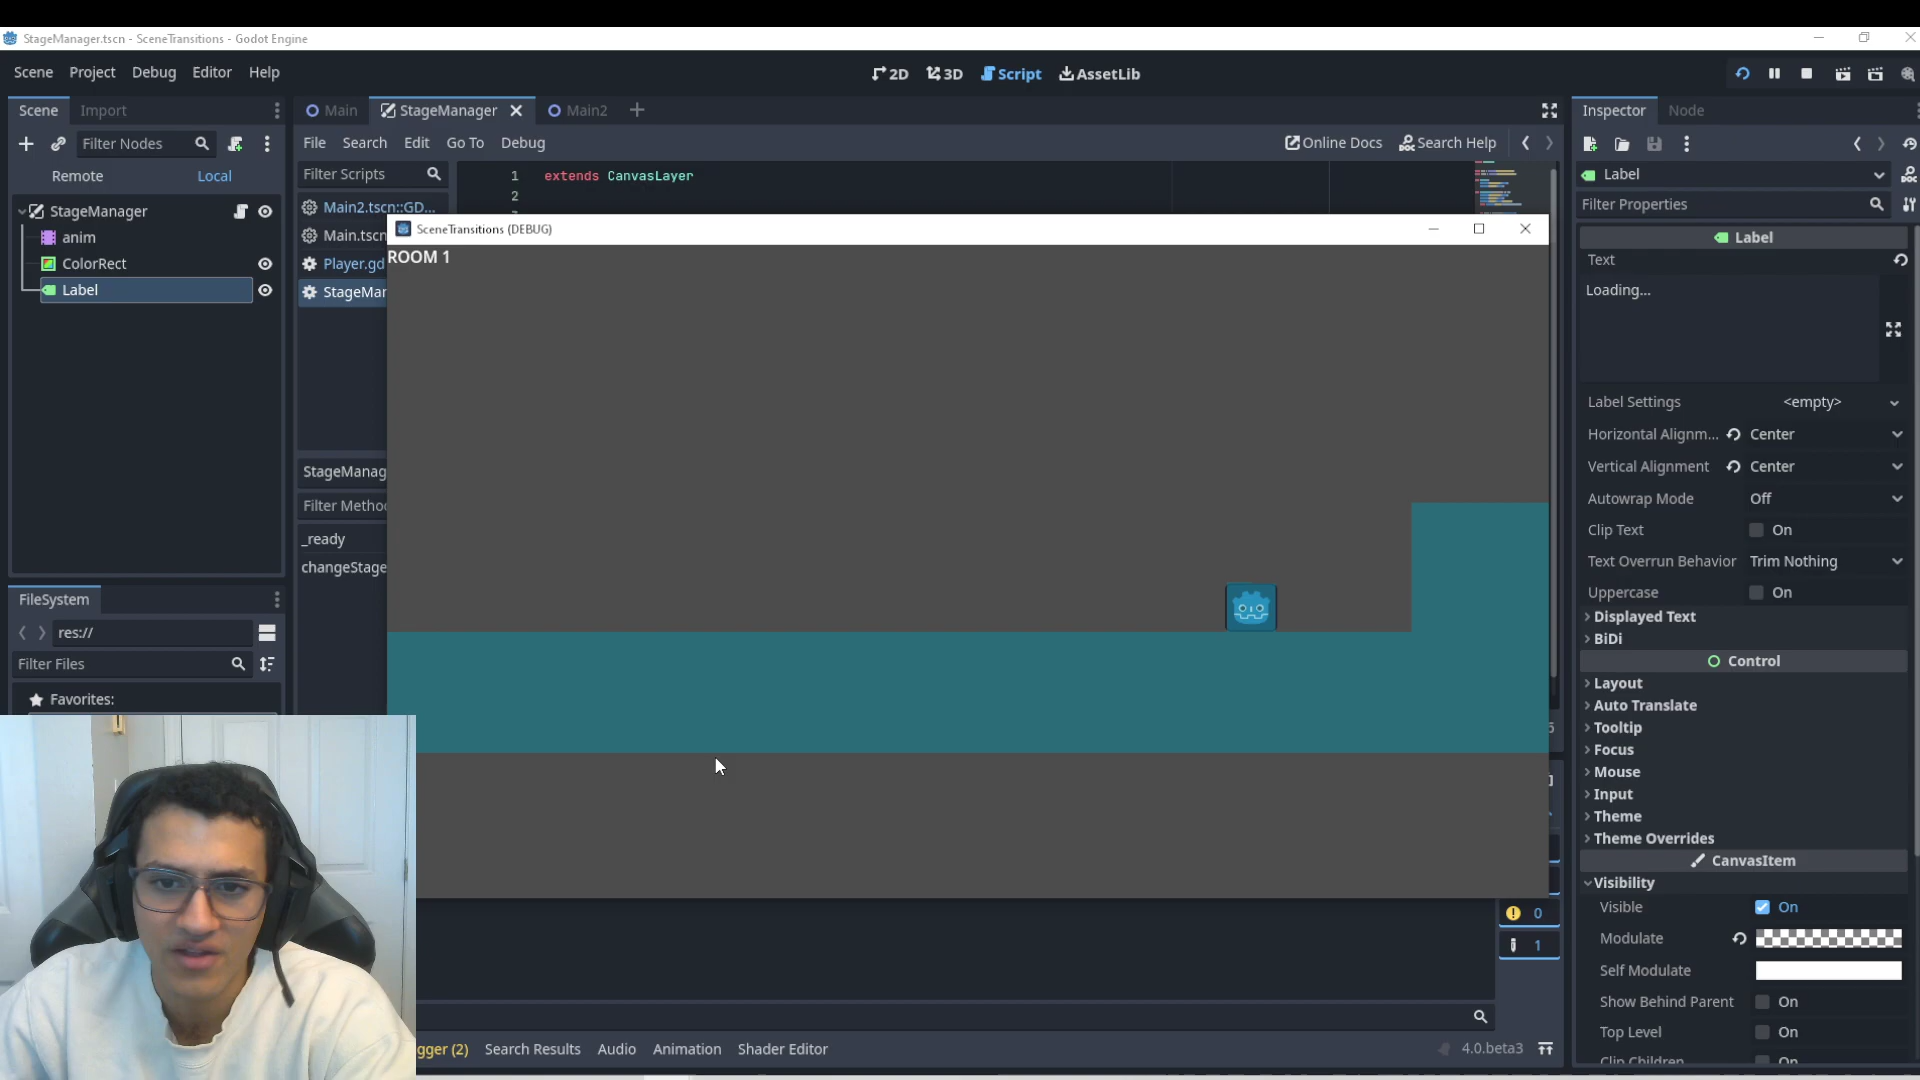 StageManager.tscn - SceneTransitions - Godot Engine
Scene Project Debug Editor Help
2D 3D Script AssetLib
Scene Import
Main StageManager Main2
Inspector Node
Filter Nodes
File Search Edit Go To Debug
Online Docs Search Help
Remote Local
Filter Scripts
1 extends CanvasLayer
2
Label
Filter Properties
StageManager
anim
ColorRect
Label
Main2.tscn::GD...
Main.tscn
Player.gd
StageMan
SceneTransitions (DEBUG)
ROOM 1
Label
Text
Loading...
Label Settings <empty>
Horizontal Alignm... Center
Vertical Alignment Center
Autowrap Mode Off
Clip Text On
Text Overrun Behavior Trim Nothing
Uppercase On
Displayed Text
BiDi
Control
Layout
Auto Translate
Tooltip
Focus
Mouse
Input
Theme
Theme Overrides
CanvasItem
Visibility
Visible On
Modulate
Self Modulate
Show Behind Parent On
Top Level On
Clip Children On
StageManag
Filter Metho
_ready
changeStage
FileSystem
res://
Filter Files
Favorites:
0
1
gger (2) Search Results Audio Animation Shader Editor
4.0.beta3